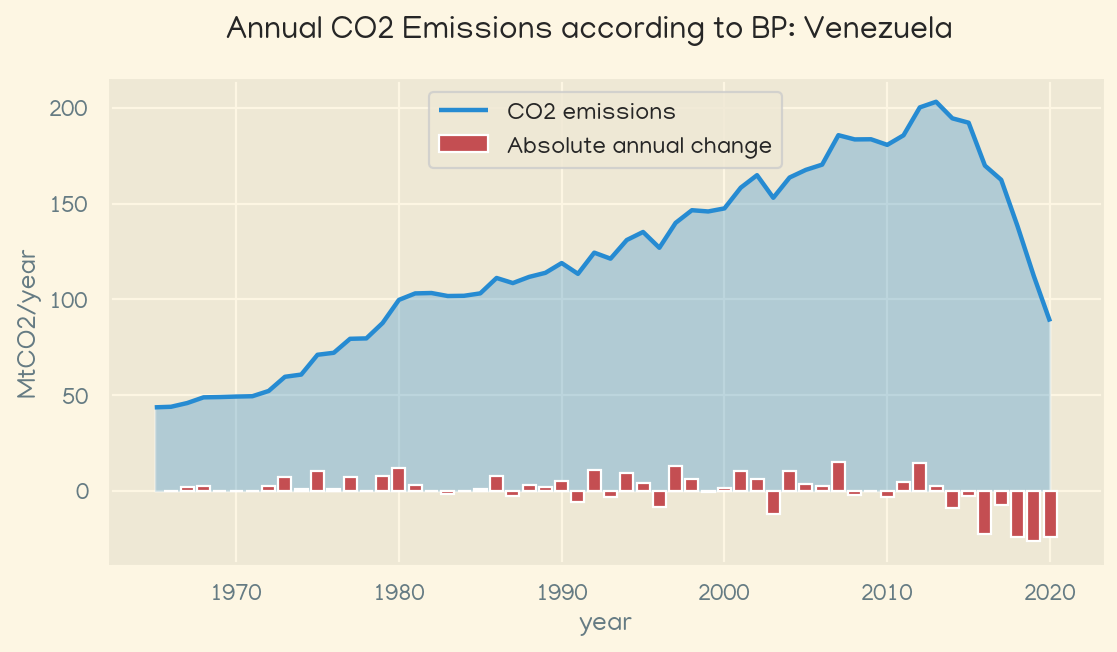 Annual CO2 Emissions according to BP: Venezuela
CO2 emissions
Absolute annual change
MtCO2/year
200
150
100
50
0
1970 1980 1990 2000 2010 2020
year